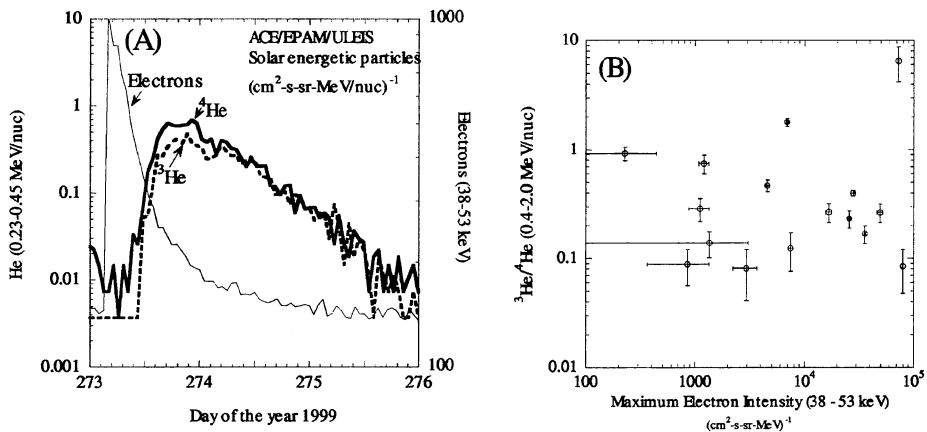 (A)
ACE/EPAM/ULEIS
Solar energetic particles
(cm²-s-sr-MeV/nuc)⁻¹
Electrons
⁴He
³He
He (0.23-0.45 MeV/nuc)
10
1
0.1
0.01
0.001
1000
100
Electrons (38-53 keV)
273
274
275
276
Day of the year 1999
(B)
³He/⁴He (0.4-2.0 MeV/nuc)
10
1
0.1
0.01
100
1000
10⁴
10⁵
Maximum Electron Intensity (38 - 53 keV)
(cm²-s-sr-MeV)⁻¹